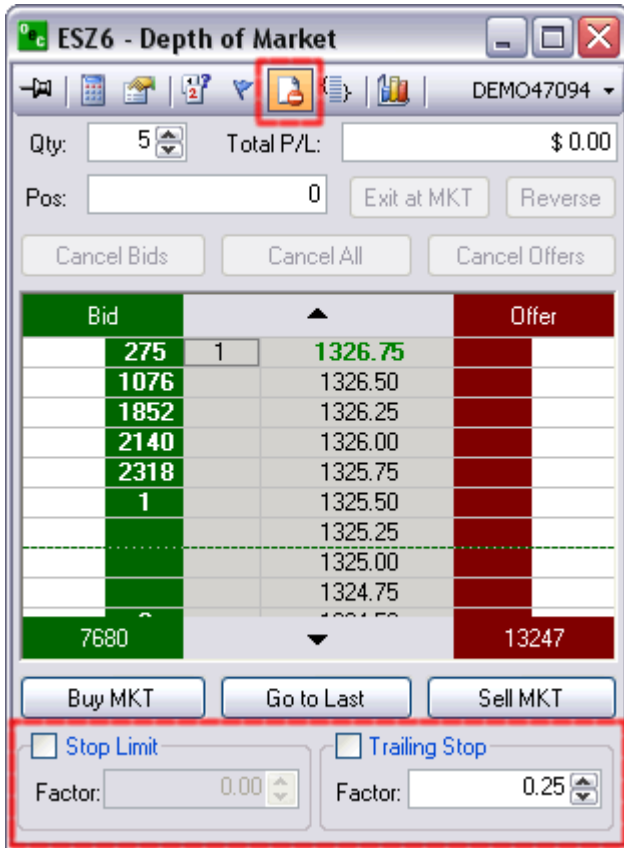 Oec ESZ6 - Depth of Market
DEMO47094
Qty: 5 Total P/L: $ 0.00
Pos: 0 Exit at MKT Reverse
Cancel Bids Cancel All Cancel Offers
Bid Offer
275 1 1326.75
1076 1326.50
1852 1326.25
2140 1326.00
2318 1325.75
1 1325.50
1325.25
1325.00
1324.75
7680 13247
Buy MKT Go to Last Sell MKT
Stop Limit Trailing Stop
Factor: 0.00 Factor: 0.25